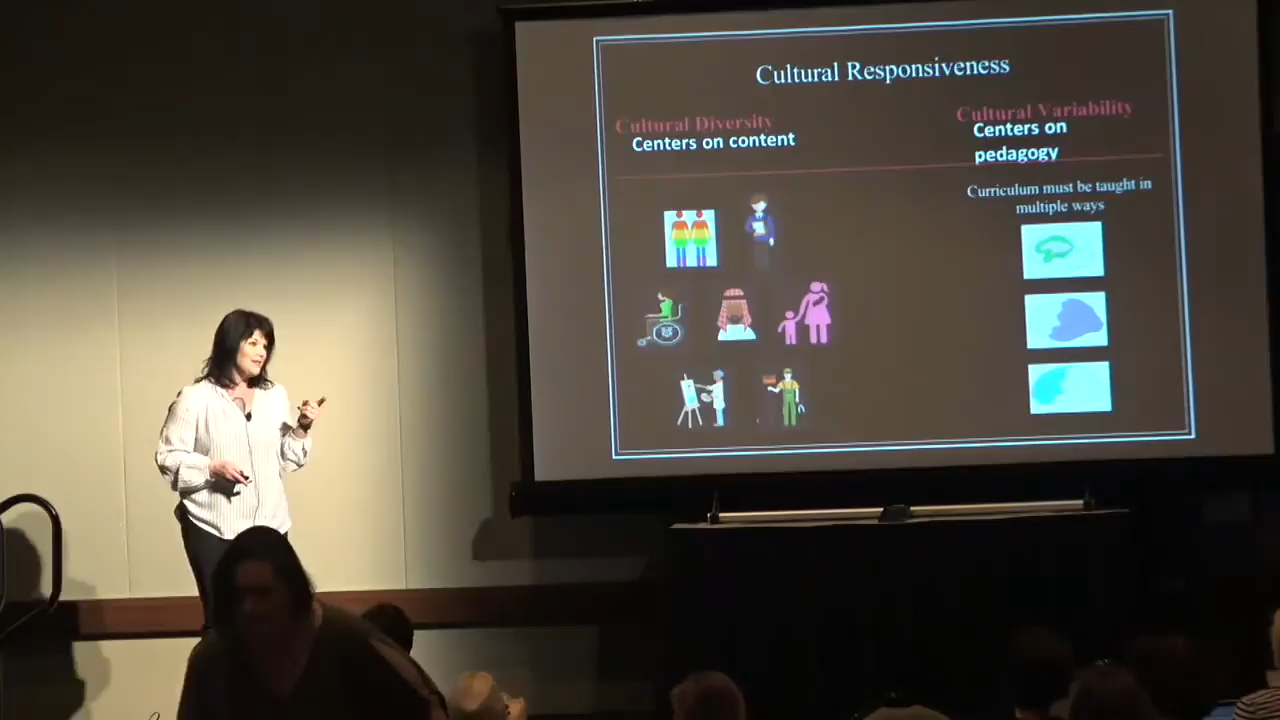 Cultural Responsiveness
Cultural Diversity
Centers on content
Cultural Variability
Centers on
pedagogy
Curriculum must be taught in
multiple ways